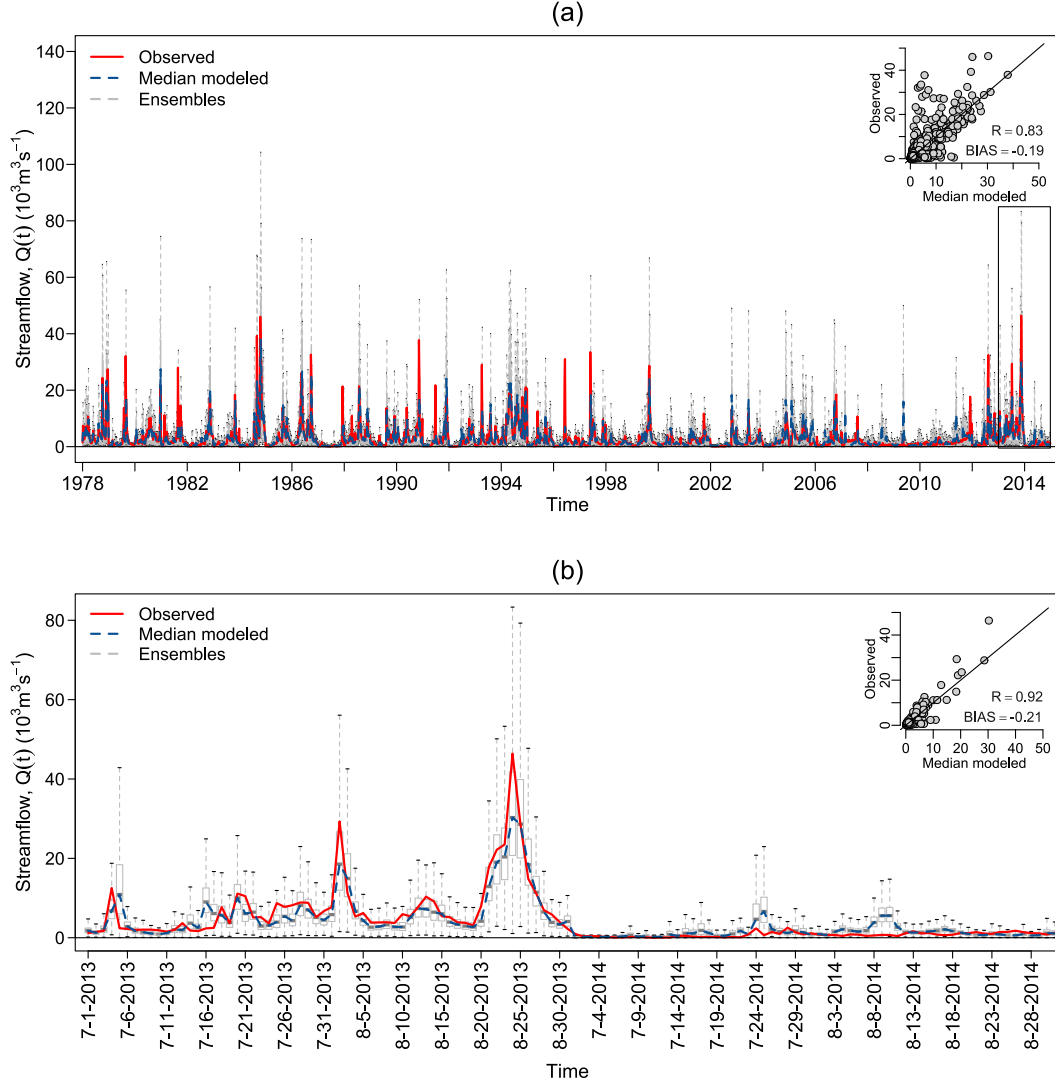 (a)
Streamflow, Q(t) (10³m³s⁻¹)
140
120
100
80
60
40
20
0
Observed
Median modeled
Ensembles
Observed
40
20
0
R = 0.83
BIAS = -0.19
0 10 30 50
Median modeled
1978 1982 1986 1990 1994 1998 2002 2006 2010 2014
Time
(b)
Streamflow, Q(t) (10³m³s⁻¹)
80
60
40
20
0
Observed
Median modeled
Ensembles
Observed
40
20
0
R = 0.92
BIAS = -0.21
0 10 20 30 40 50
Median modeled
7-1-2013
7-6-2013
7-11-2013
7-16-2013
7-21-2013
7-26-2013
7-31-2013
8-5-2013
8-10-2013
8-15-2013
8-20-2013
8-25-2013
8-30-2013
7-4-2014
7-9-2014
7-14-2014
7-19-2014
7-24-2014
7-29-2014
8-3-2014
8-8-2014
8-13-2014
8-18-2014
8-23-2014
8-28-2014
Time